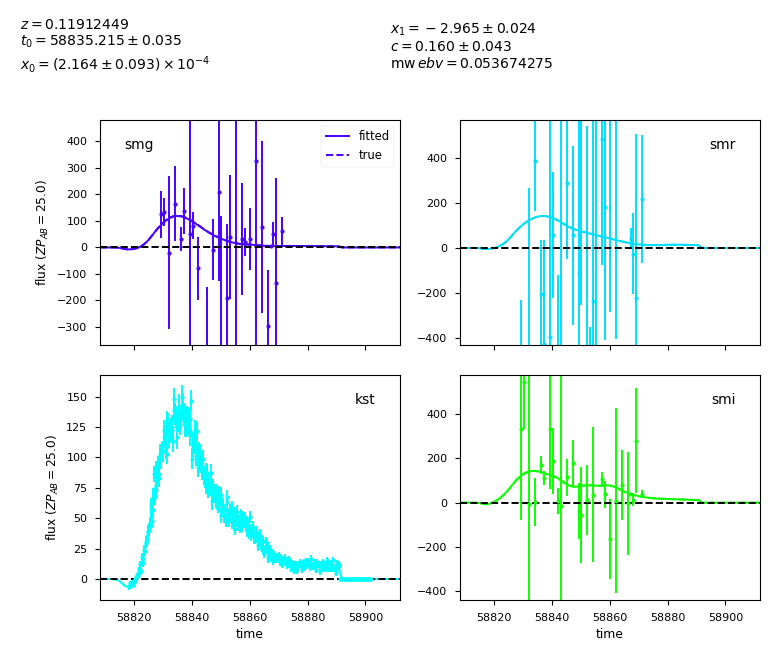 z = 0.11912449
t₀ = 58835.215 ± 0.035
x₀ = (2.164 ± 0.093) × 10⁻⁴
x₁ = −2.965 ± 0.024
c = 0.160 ± 0.043
mw ebv = 0.053674275
smg
fitted
true
400
300
200
100
0
−100
−200
−300
flux (ZP_AB = 25.0)
smr
400
200
0
−200
−400
kst
150
125
100
75
50
25
0
flux (ZP_AB = 25.0)
58820 58840 58860 58880 58900
time
smi
400
200
0
−200
−400
58820 58840 58860 58880 58900
time